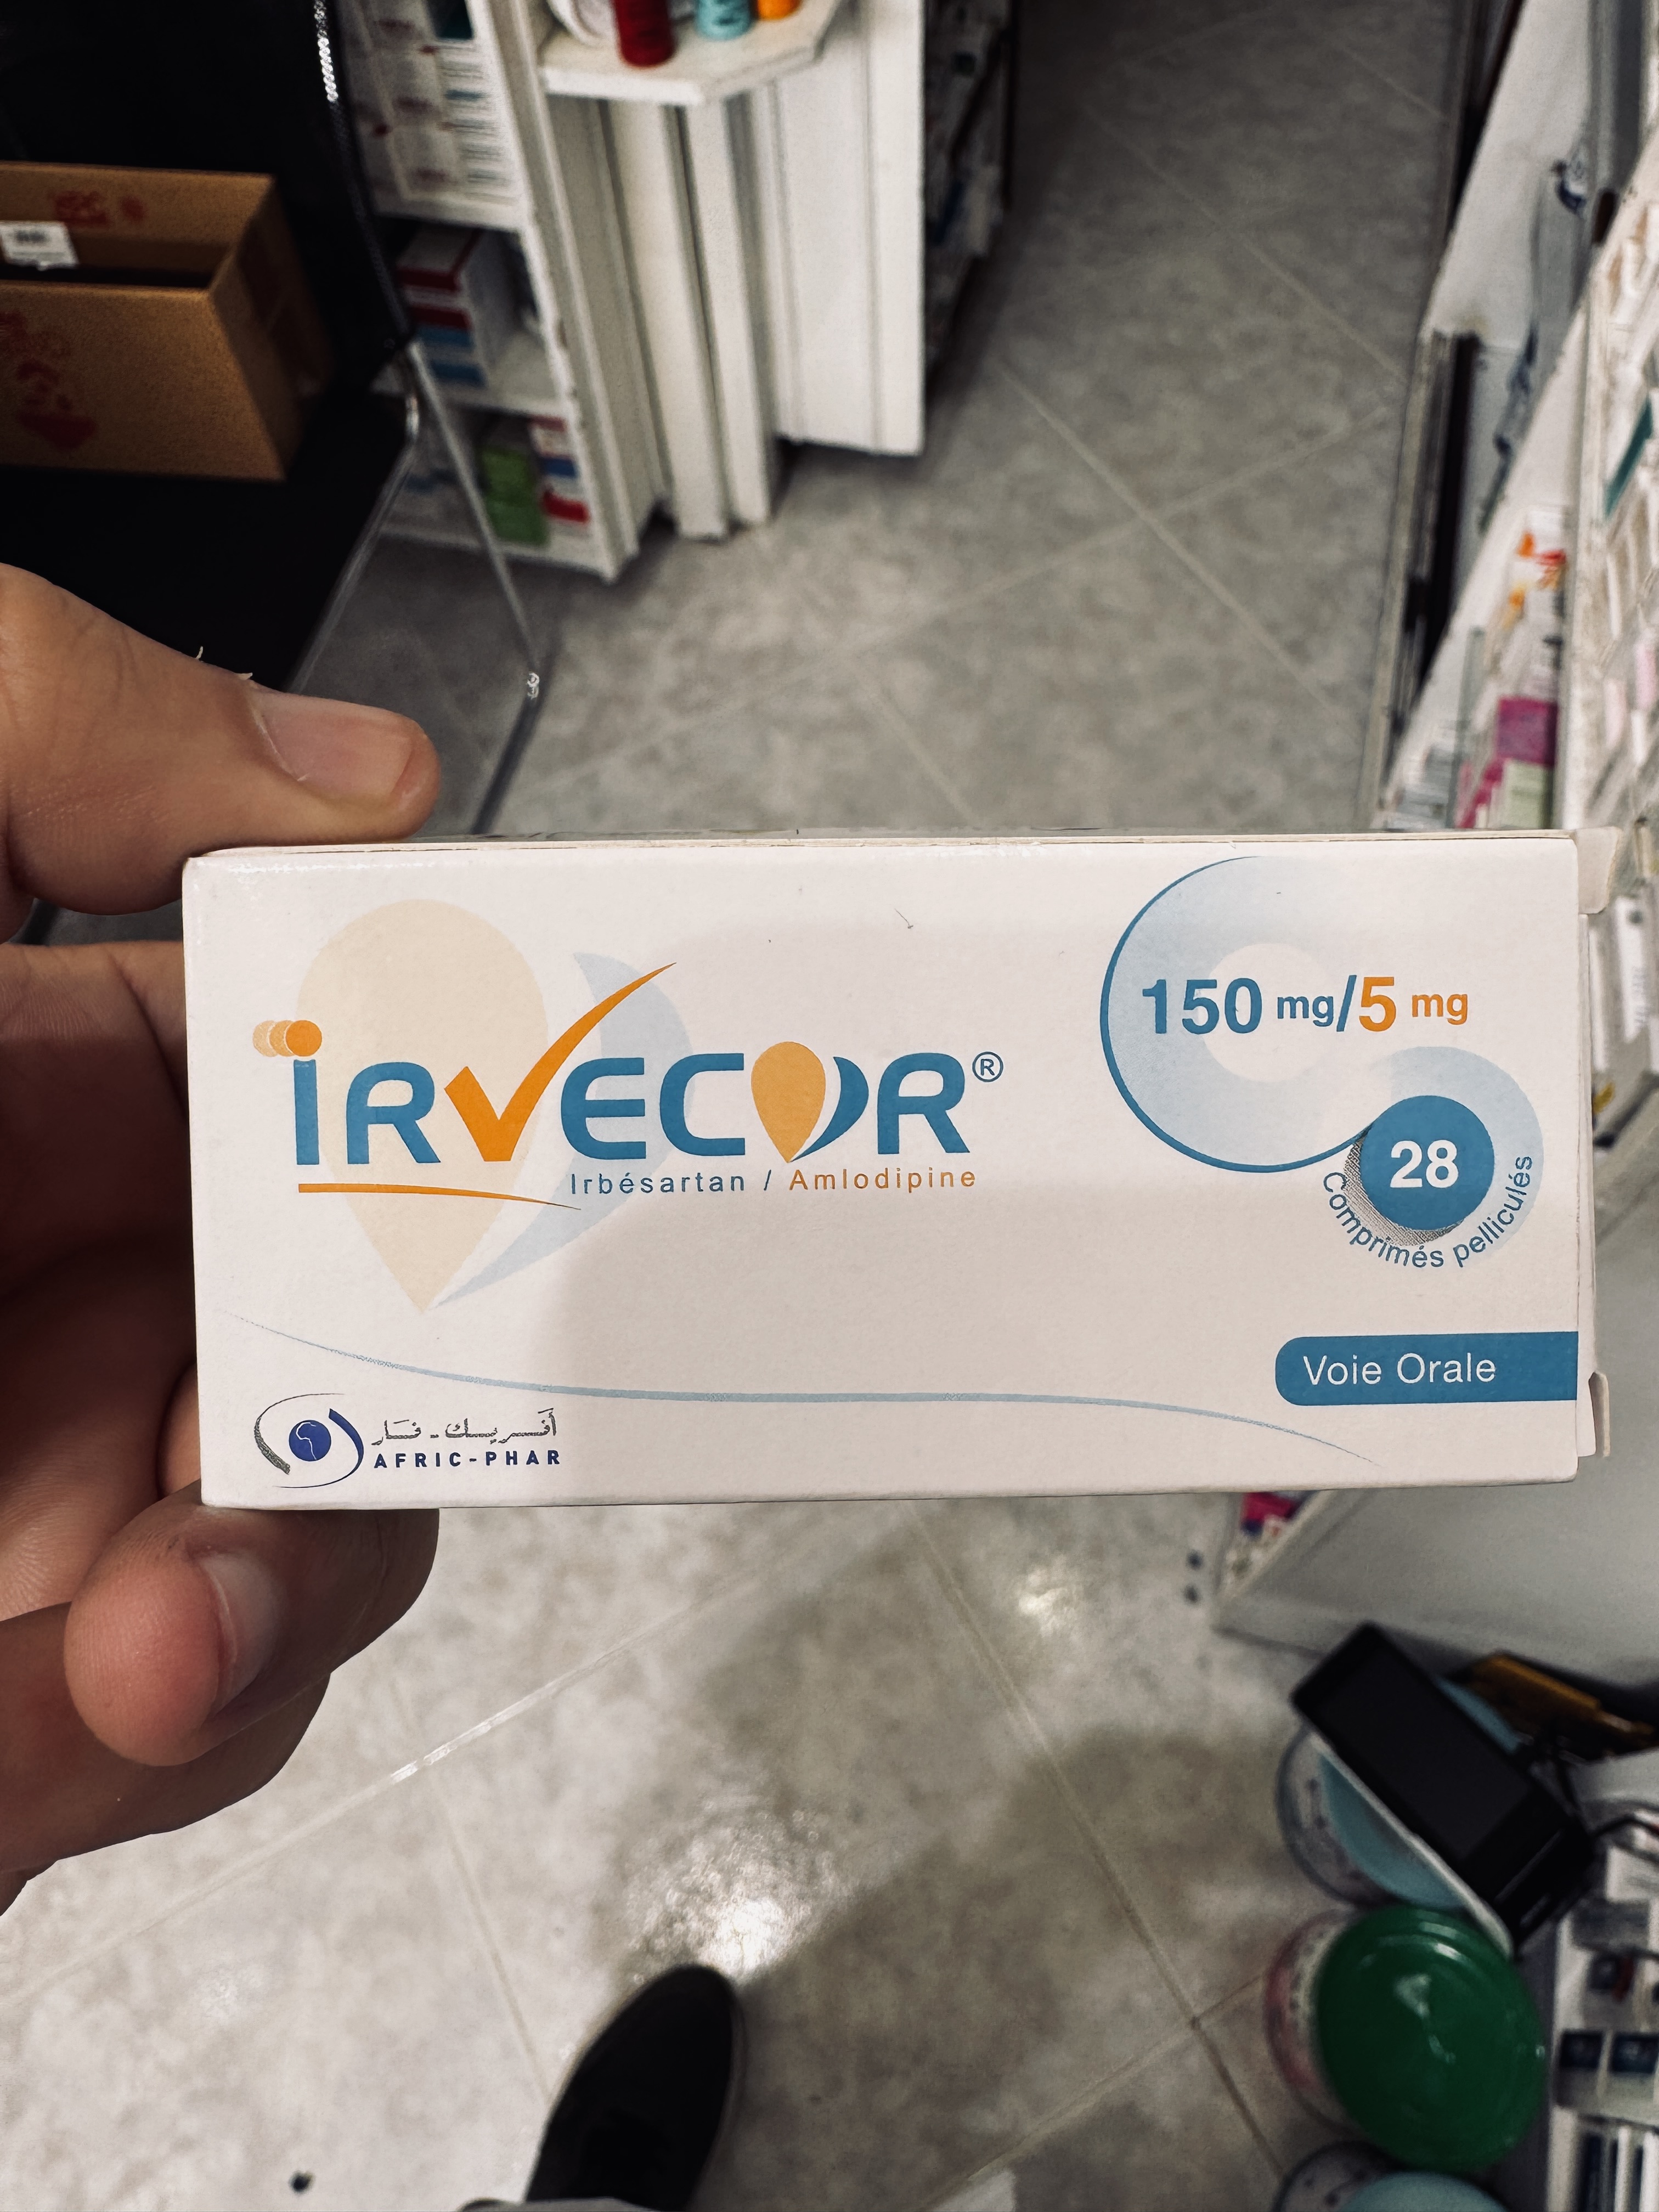 IRVECOR®
Irbésartan / Amlodipine
150 mg/5 mg
28
Comprimés pelliculés
Voie Orale
أفريك - فار
AFRIC-PHAR